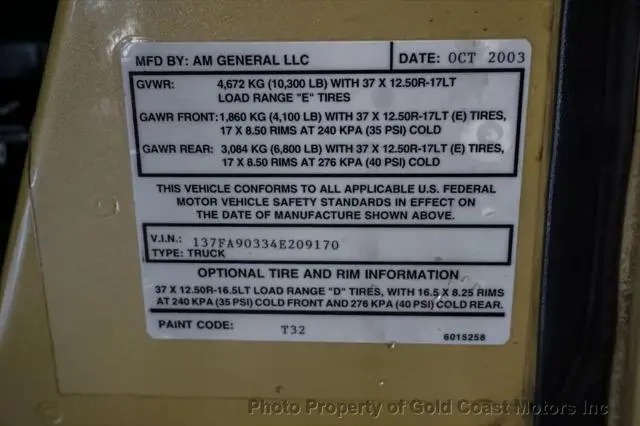 MFD BY: AM GENERAL LLC DATE: OCT 2003
GVWR: 4,672 KG (10,300 LB) WITH 37 X 12.50R-17LT
LOAD RANGE "E" TIRES
GAWR FRONT: 1,860 KG (4,100 LB) WITH 37 X 12.50R-17LT (E) TIRES,
17 X 8.50 RIMS AT 240 KPA (35 PSI) COLD
GAWR REAR: 3,084 KG (6,800 LB) WITH 37 X 12.50R-17LT (E) TIRES,
17 X 8.50 RIMS AT 276 KPA (40 PSI) COLD
THIS VEHICLE CONFORMS TO ALL APPLICABLE U.S. FEDERAL
MOTOR VEHICLE SAFETY STANDARDS IN EFFECT ON
THE DATE OF MANUFACTURE SHOWN ABOVE.
V.I.N.: 137FA90334E209170
TYPE: TRUCK
OPTIONAL TIRE AND RIM INFORMATION
37 X 12.50R-16.5LT LOAD RANGE "D" TIRES, WITH 16.5 X 8.25 RIMS
AT 240 KPA (35 PSI) COLD FRONT AND 276 KPA (40 PSI) COLD REAR.
PAINT CODE: T32
6015258
Photo Property of Gold Coast Motors Inc